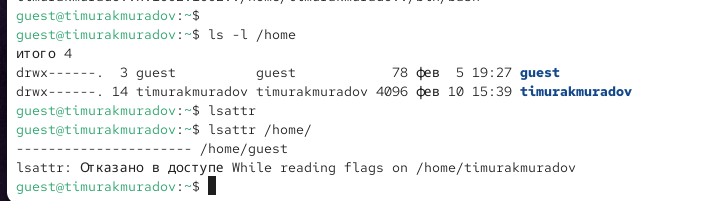 guest@timurakmuradov:~$
guest@timurakmuradov:~$ ls -l /home
итого 4
drwx------.  3 guest         guest           78 фев  5 19:27 guest
drwx------. 14 timurakmuradov timurakmuradov 4096 фев 10 15:39 timurakmuradov
guest@timurakmuradov:~$ lsattr
guest@timurakmuradov:~$ lsattr /home/
---------------------- /home/guest
lsattr: Отказано в доступе While reading flags on /home/timurakmuradov
guest@timurakmuradov:~$